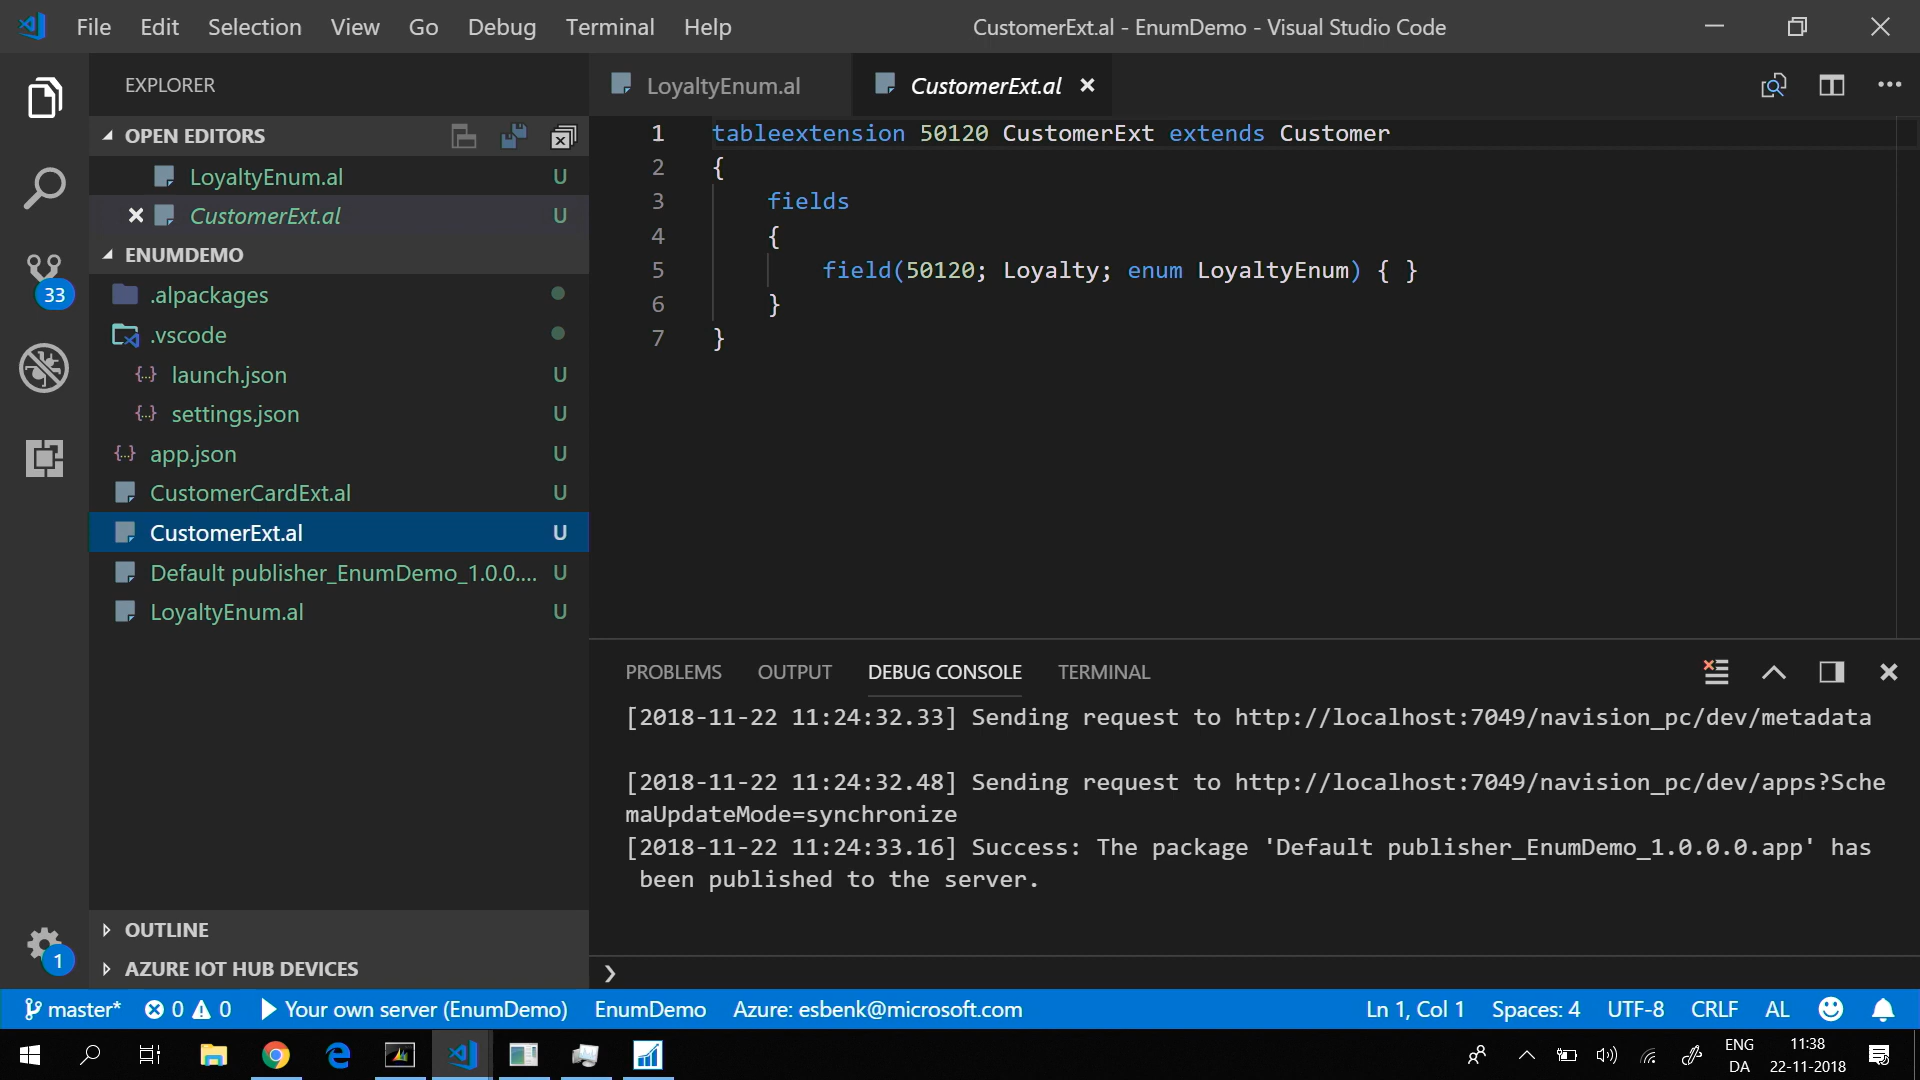 File Edit Selection View Go Debug Terminal Help
CustomerExt.al - EnumDemo - Visual Studio Code
EXPLORER
OPEN EDITORS
LoyaltyEnum.al U
CustomerExt.al U
ENUMDEMO
.alpackages
.vscode
{..} launch.json U
{..} settings.json U
{..} app.json U
CustomerCardExt.al U
CustomerExt.al U
Default publisher_EnumDemo_1.0.0.... U
LoyaltyEnum.al U
OUTLINE
AZURE IOT HUB DEVICES
33
1
LoyaltyEnum.al CustomerExt.al
1 tableextension 50120 CustomerExt extends Customer
2 {
3 fields
4 {
5 field(50120; Loyalty; enum LoyaltyEnum) { }
6 }
7 }
PROBLEMS OUTPUT DEBUG CONSOLE TERMINAL
[2018-11-22 11:24:32.33] Sending request to http://localhost:7049/navision_pc/dev/metadata
[2018-11-22 11:24:32.48] Sending request to http://localhost:7049/navision_pc/dev/apps?Sche
maUpdateMode=synchronize
[2018-11-22 11:24:33.16] Success: The package 'Default publisher_EnumDemo_1.0.0.0.app' has
been published to the server.
master* 0 0 Your own server (EnumDemo) EnumDemo Azure: esbenk@microsoft.com Ln 1, Col 1 Spaces: 4 UTF-8 CRLF AL
ENG 11:38
DA 22-11-2018